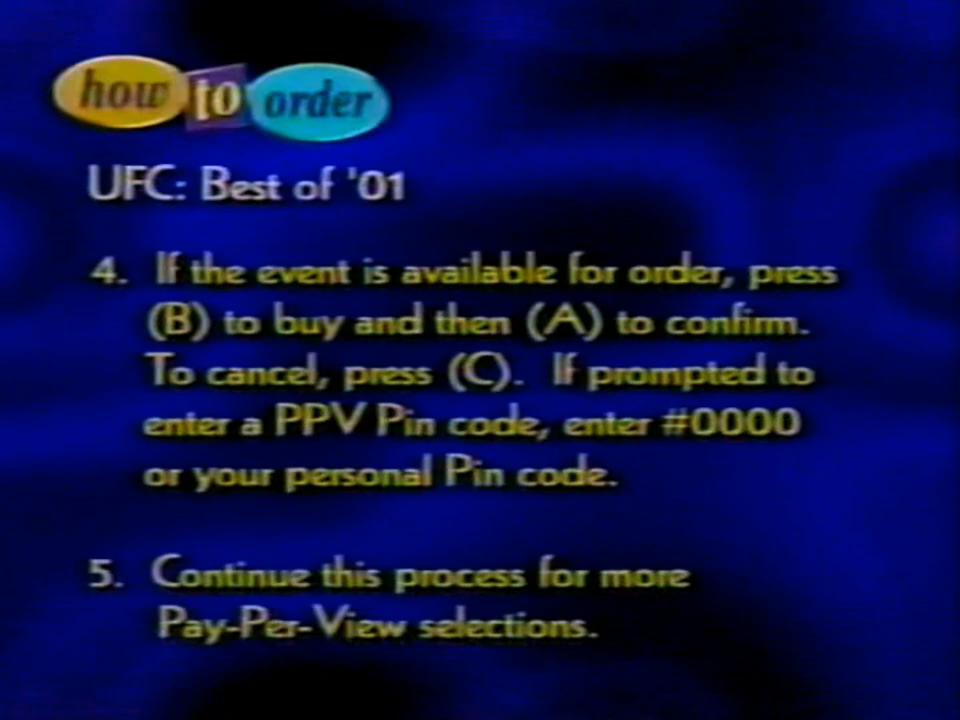 how to order
UFC: Best of '01
4. If the event is available for order, press
(B) to buy and then (A) to confirm.
To cancel, press (C). If prompted to
enter a PPV Pin code, enter #0000
or your personal Pin code.
5. Continue this process for more
Pay-Per-View selections.